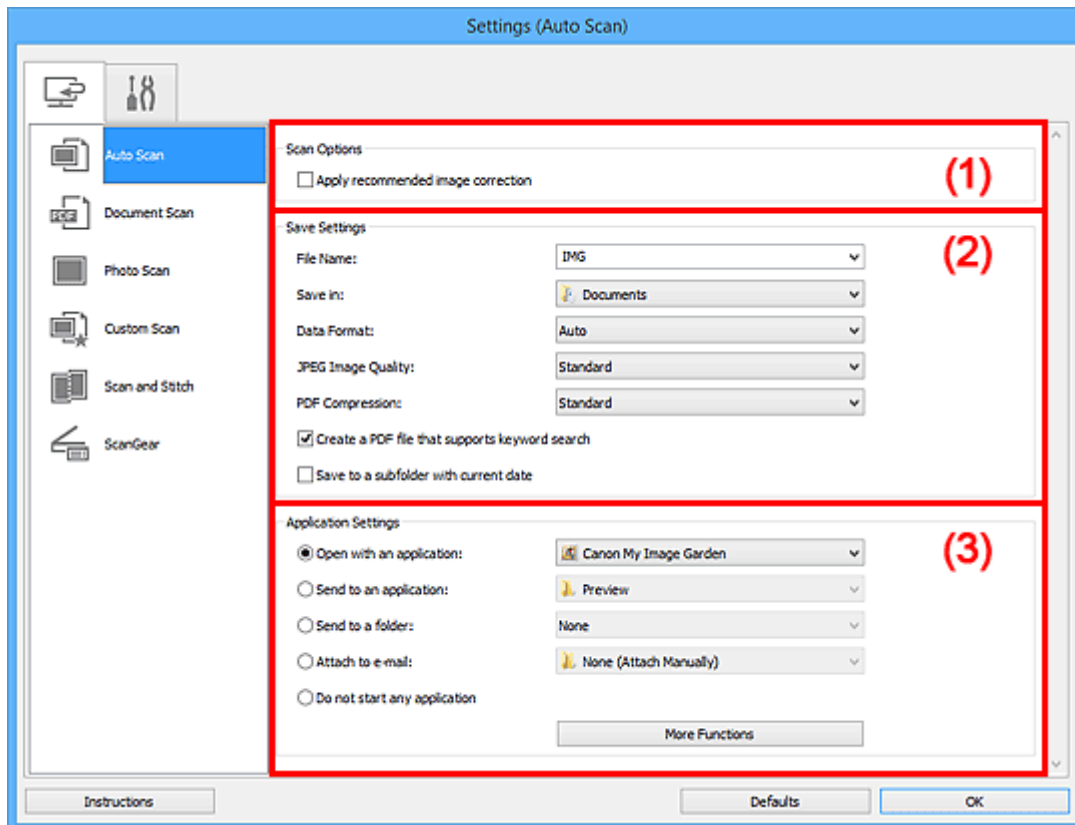 Settings (Auto Scan)
Auto Scan
Document Scan
Photo Scan
Custom Scan
Scan and Stitch
ScanGear
Scan Options
Apply recommended image correction
(1)
Save Settings
(2)
File Name: IMG
Save in: Documents
Data Format: Auto
JPEG Image Quality: Standard
PDF Compression: Standard
Create a PDF file that supports keyword search
Save to a subfolder with current date
Application Settings
(3)
Open with an application: Canon My Image Garden
Send to an application: Preview
Send to a folder: None
Attach to e-mail: None (Attach Manually)
Do not start any application
More Functions
Instructions Defaults OK